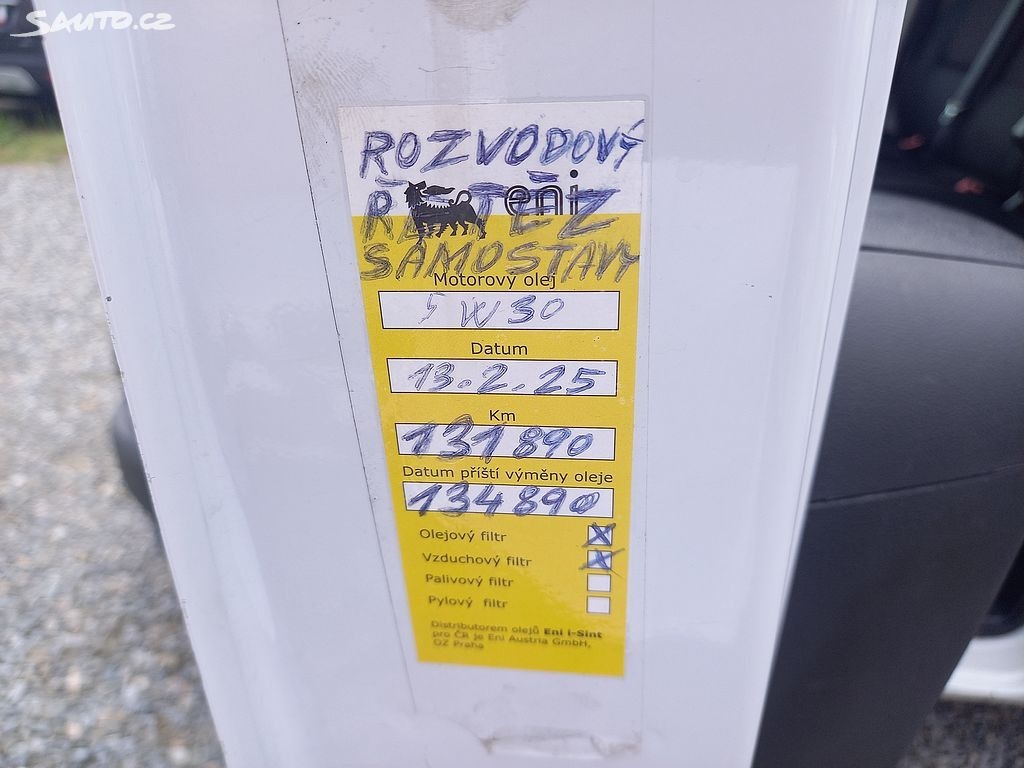 SAUTO.CZ
ROZVODOVÝ
ŘETĚZ
eni
SAMOSTAVY
Motorový olej
5W30
Datum
13.2.25
Km
131890
Datum příští výměny oleje
134890
Olejový filtr X
Vzduchový filtr X
Palivový filtr
Pylový filtr
Distributorem olejů Eni i-Sint
pro ČR je Eni Austria GmbH,
OZ Praha